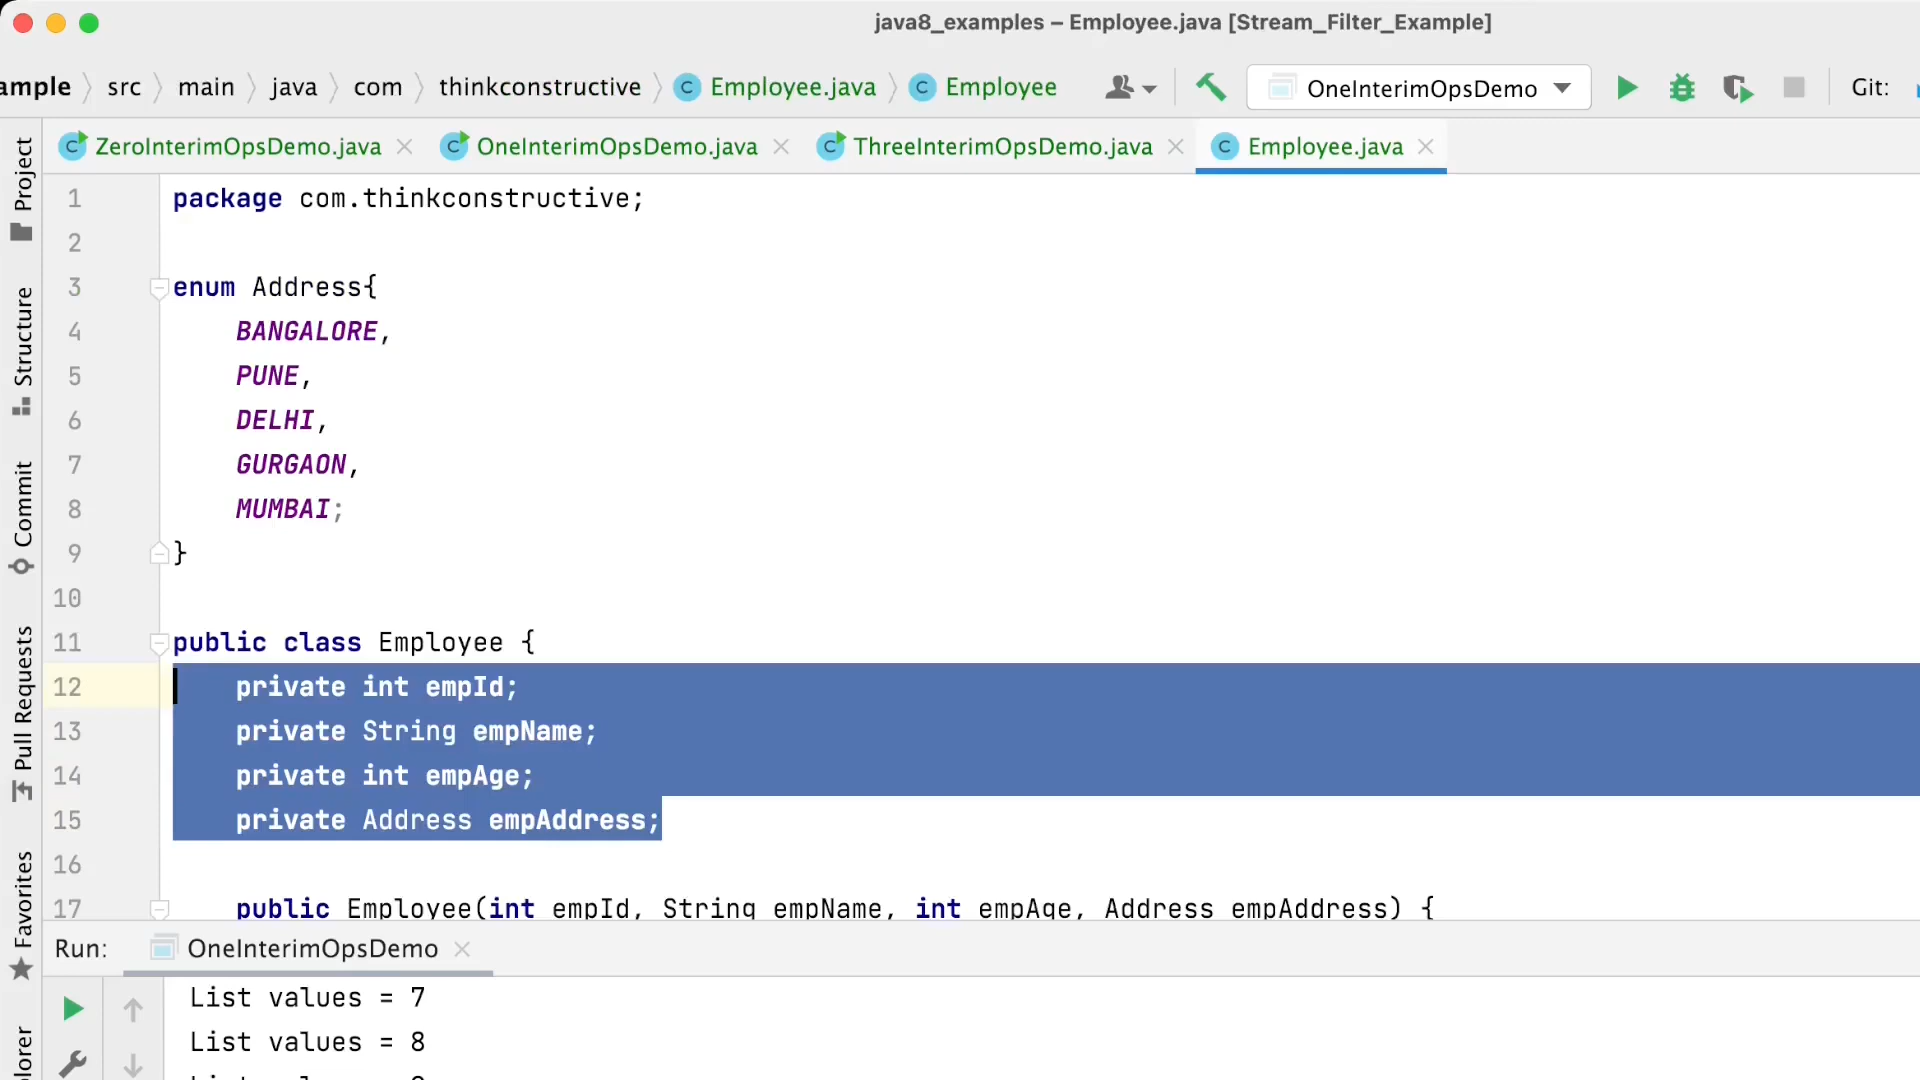 java8_examples – Employee.java [Stream_Filter_Example]
ample src main java com thinkconstructive Employee.java Employee OneInterimOpsDemo Git:
ZeroInterimOpsDemo.java OneInterimOpsDemo.java ThreeInterimOpsDemo.java Employee.java
Project
Structure
Commit
Pull Requests
Favorites
lorer
1 package com.thinkconstructive;
2
3 enum Address{
4 BANGALORE,
5 PUNE,
6 DELHI,
7 GURGAON,
8 MUMBAI;
9 }
10
11 public class Employee {
12 private int empId;
13 private String empName;
14 private int empAge;
15 private Address empAddress;
16
17 public Employee(int empId, String empName, int empAge, Address empAddress) {
Run: OneInterimOpsDemo
List values = 7
List values = 8